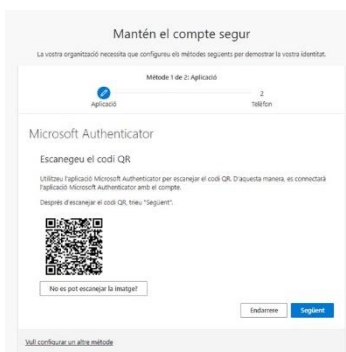 Mantén el compte segur
La vostra organització necessita que configureu els mètodes següents per demostrar la vostra identitat.
Mètode 1 de 2: Aplicació
2
Aplicació
Telèfon
Microsoft Authenticator
Escanegeu el codi QR
Utilitzeu l'aplicació Microsoft Authenticator per escanejar el codi QR. D'aquesta manera, es connectarà
l'aplicació Microsoft Authenticator amb el compte.
Després d'escanejar el codi QR, trieu "Següent".
No es pot escanejar la imatge?
Endarrere
Següent
Vull configurar un altre mètode